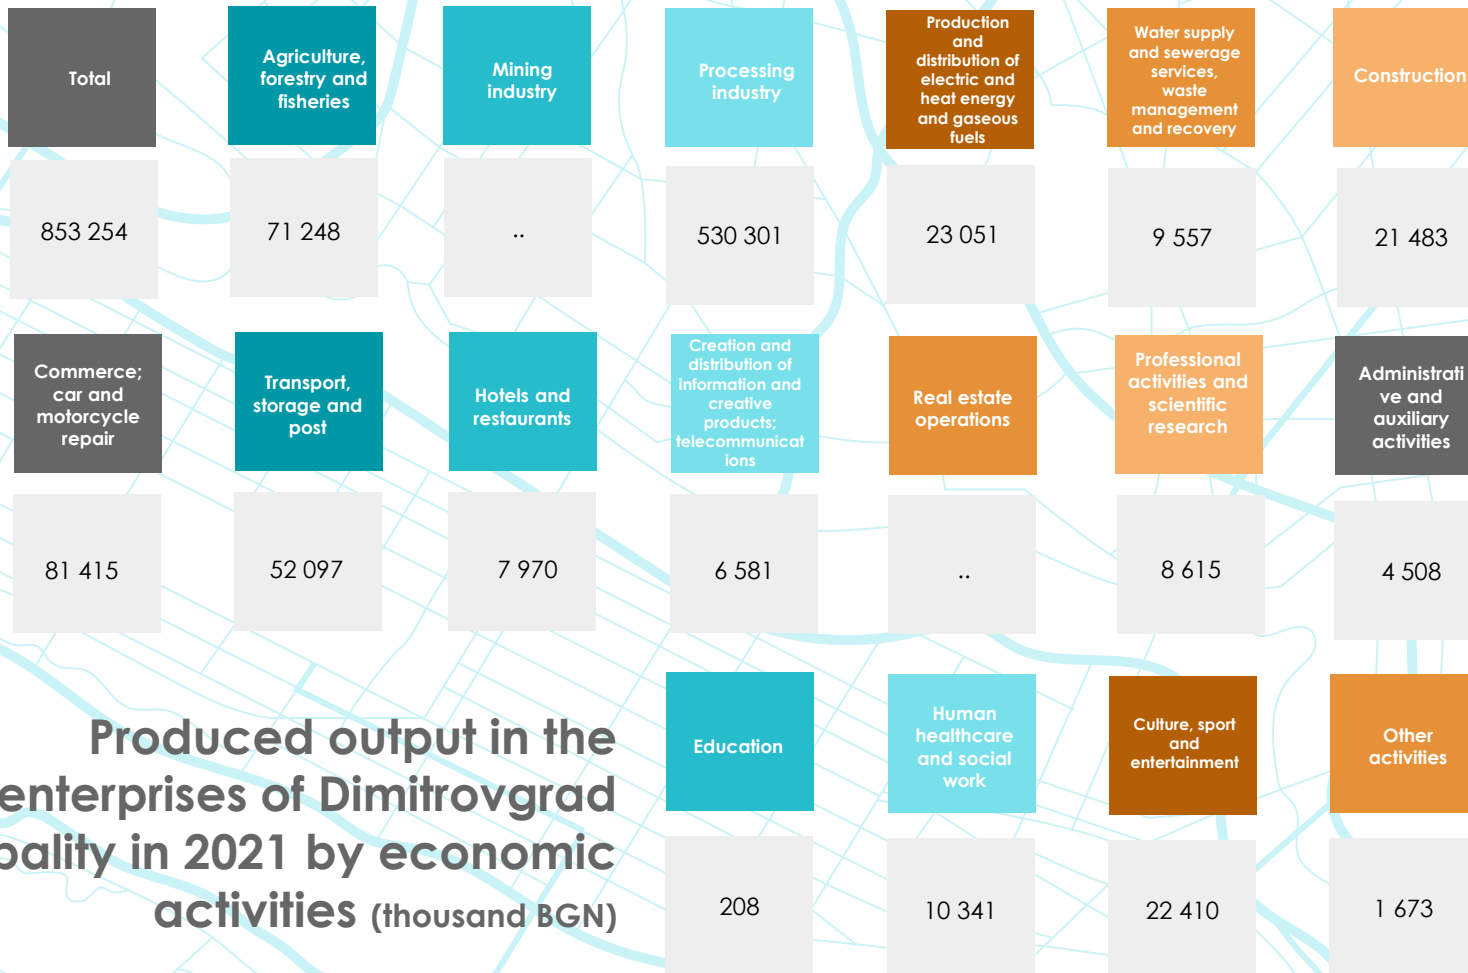 Total
Agriculture,
forestry and
fisheries
Mining
industry
Processing
industry
Production
and
distribution of
electric and
heat energy
and gaseous
fuels
Water supply
and sewerage
services,
waste
management
and recovery
Construction
853 254
71 248
..
530 301
23 051
9 557
21 483
Commerce;
car and
motorcycle
repair
Transport,
storage and
post
Hotels and
restaurants
Creation and
distribution of
information and
creative
products;
telecommunicat
ions
Real estate
operations
Professional
activities and
scientific
research
Administrati
ve and
auxiliary
activities
81 415
52 097
7 970
6 581
..
8 615
4 508
Produced output in the
enterprises of Dimitrovgrad
pality in 2021 by economic
activities (thousand BGN)
Education
Human
healthcare
and social
work
Culture, sport
and
entertainment
Other
activities
208
10 341
22 410
1 673